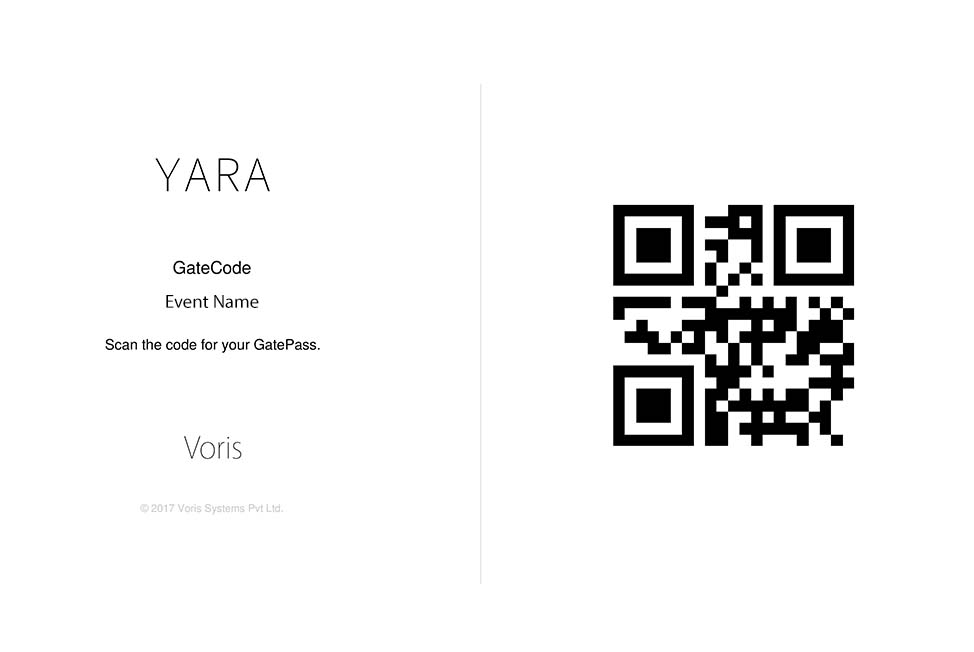 YARA
GateCode
Event Name
Scan the code for your GatePass.
Voris
© 2017 Voris Systems Pvt Ltd.